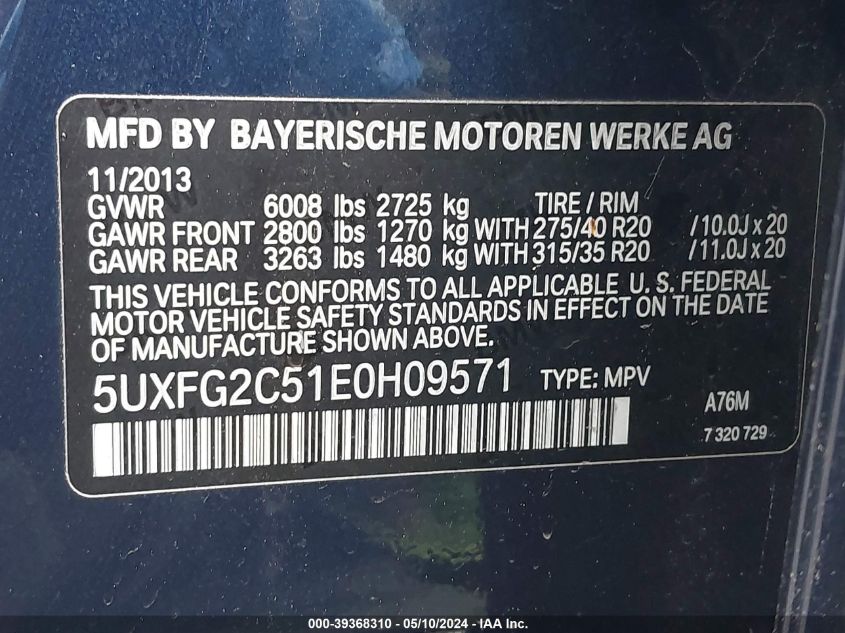 MFD BY BAYERISCHE MOTOREN WERKE AG
11/2013
GVWR 6008 lbs 2725 kg TIRE / RIM
GAWR FRONT 2800 lbs 1270 kg WITH 275/40 R20 /10.0J x 20
GAWR REAR 3263 lbs 1480 kg WITH 315/35 R20 /11.0J x 20
THIS VEHICLE CONFORMS TO ALL APPLICABLE U. S. FEDERAL
MOTOR VEHICLE SAFETY STANDARDS IN EFFECT ON THE DATE
OF MANUFACTURE SHOWN ABOVE.
5UXFG2C51E0H09571 TYPE: MPV
A76M
7 320 729
000-39368310 - 05/10/2024 - IAA Inc.